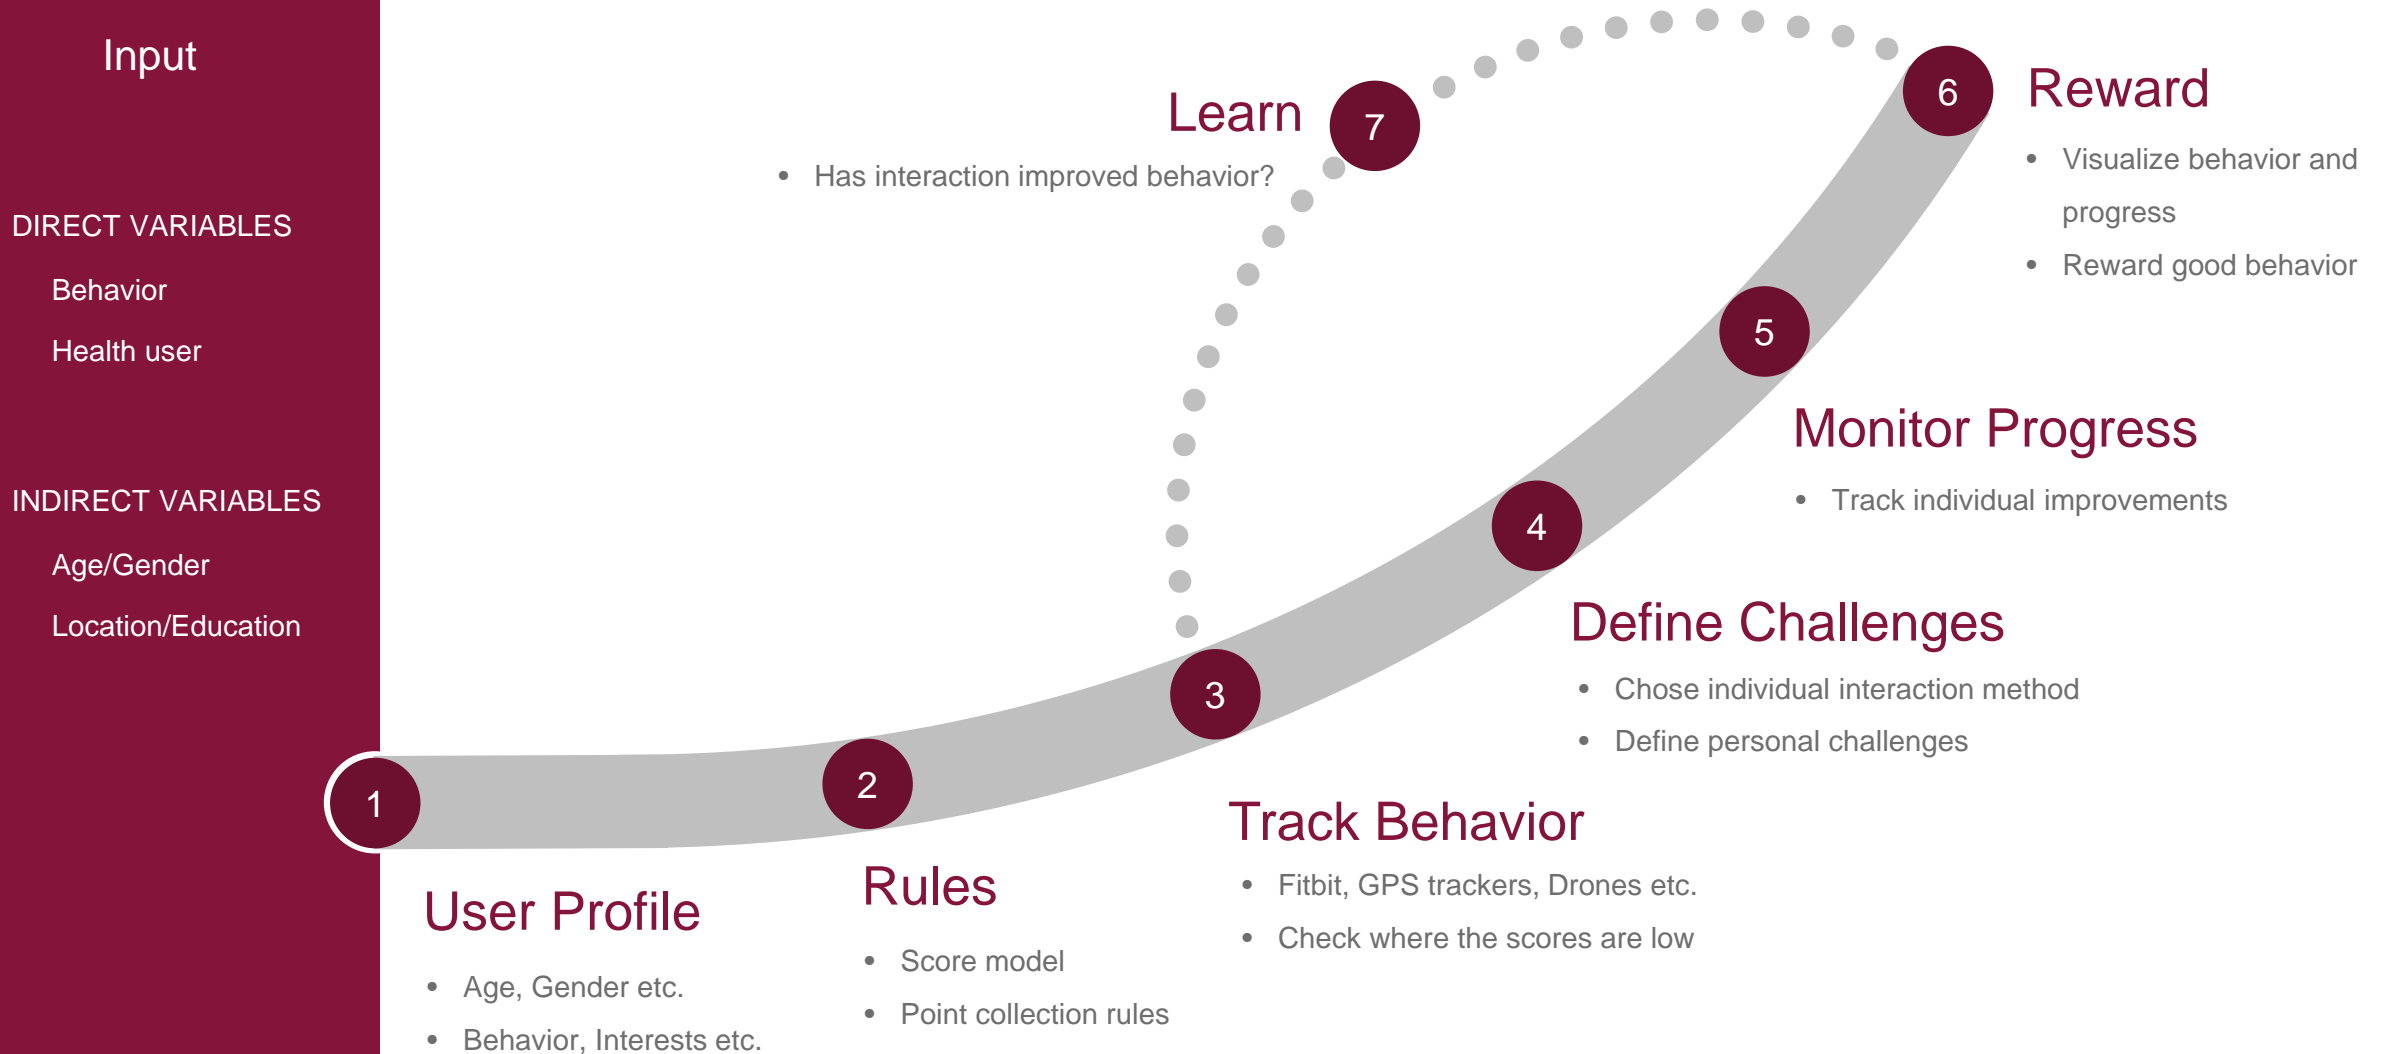 Input
DIRECT VARIABLES
Behavior
Health user
INDIRECT VARIABLES
Age/Gender
Location/Education
1
User Profile
• Age, Gender etc.
• Behavior, Interests etc.
2
Rules
• Score model
• Point collection rules
3
Track Behavior
• Fitbit, GPS trackers, Drones etc.
• Check where the scores are low
4
Define Challenges
• Chose individual interaction method
• Define personal challenges
5
Monitor Progress
• Track individual improvements
6
Reward
• Visualize behavior and
progress
• Reward good behavior
7
Learn
• Has interaction improved behavior?